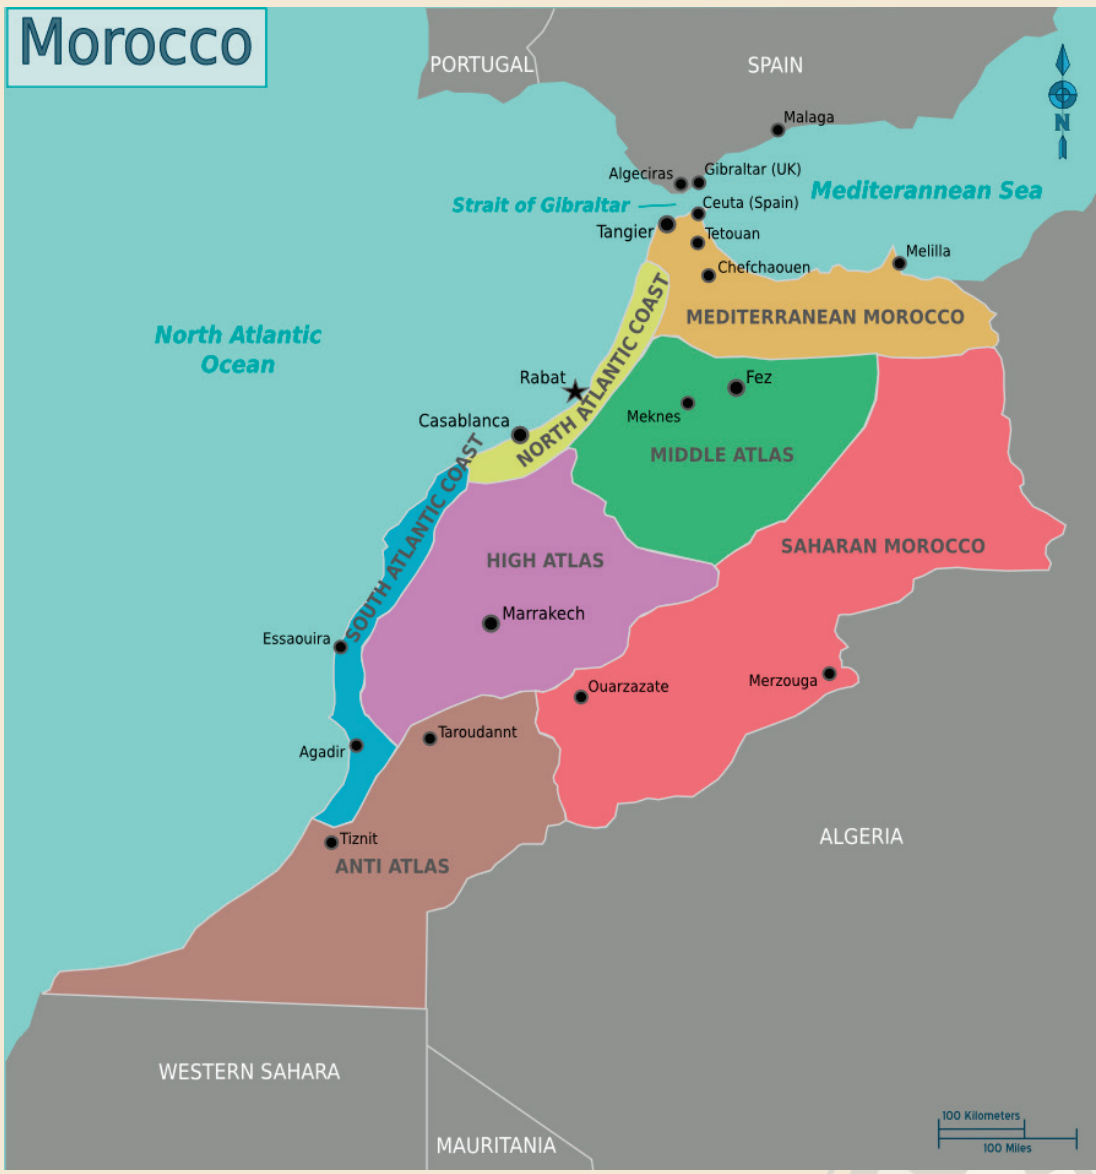 Morocco
PORTUGAL
SPAIN
N
Malaga
Algeciras
Gibraltar (UK)
Mediterannean Sea
Strait of Gibraltar
Ceuta (Spain)
Tangier
Tetouan
Melilla
Chefchaouen
MEDITERRANEAN MOROCCO
North Atlantic
Ocean
NORTH ATLANTIC COAST
Rabat
Fez
Meknes
Casablanca
MIDDLE ATLAS
SOUTH ATLANTIC COAST
SAHARAN MOROCCO
HIGH ATLAS
Marrakech
Essaouira
Ouarzazate
Merzouga
Taroudannt
Agadir
Tiznit
ALGERIA
ANTI ATLAS
WESTERN SAHARA
MAURITANIA
100 Kilometers
100 Miles